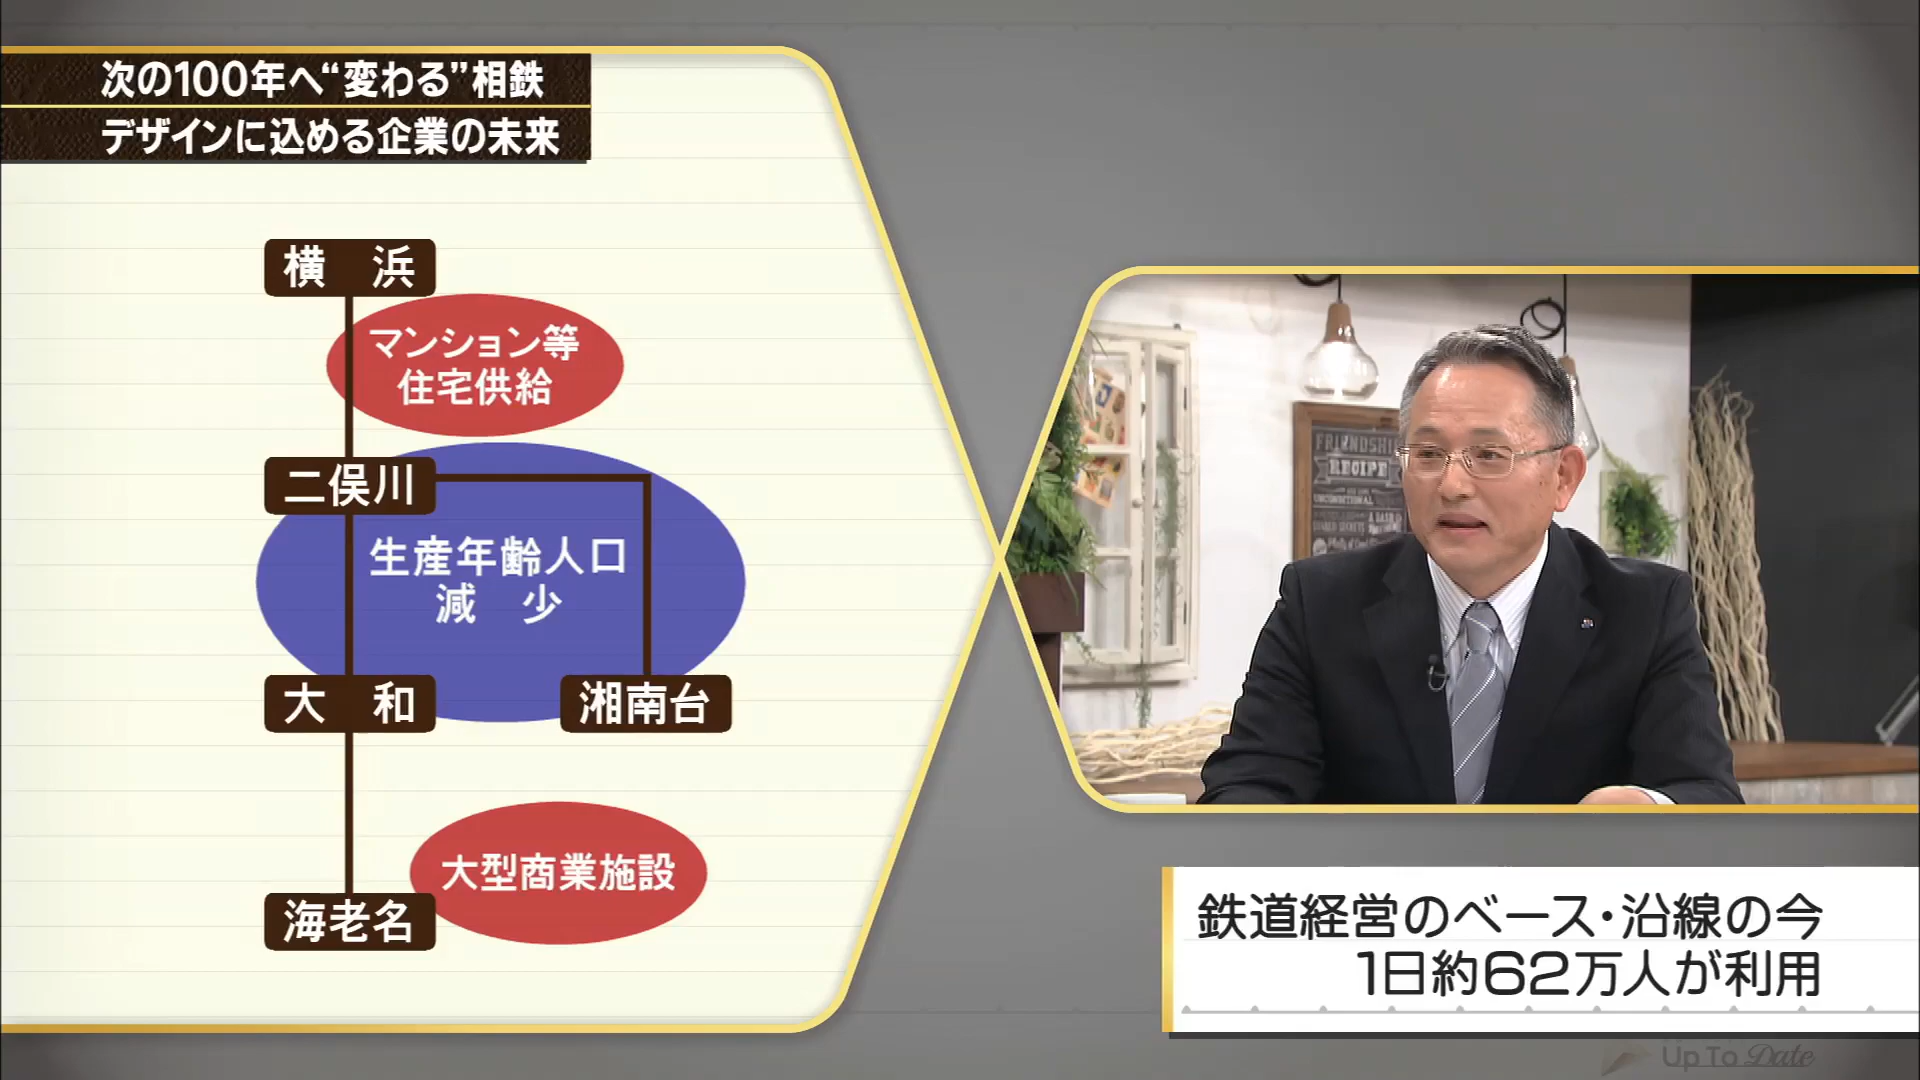 次の100年へ“変わる”相鉄
デザインに込める企業の未来
横　浜
マンション等
住宅供給
二俣川
生産年齢人口
減　少
大　和
湘南台
大型商業施設
海老名
FRIENDSHIP
RECIPE
UNCONDITIONAL
鉄道経営のベース・沿線の今
1日約62万人が利用
Up To Date